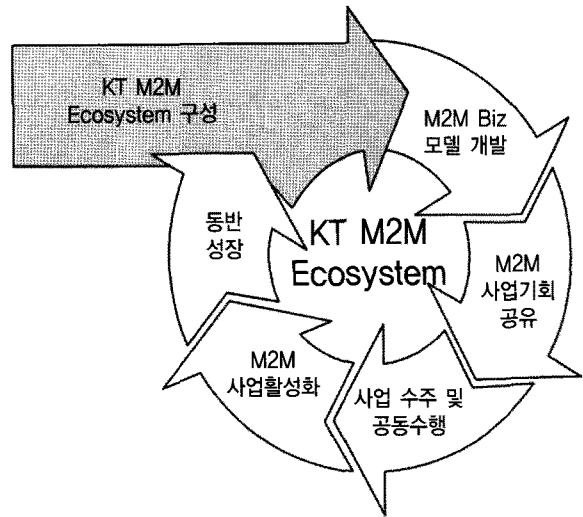 KT M2M
Ecosystem 구성
M2M Biz
모델 개발
M2M
사업기회
공유
사업 수주 및
공동수행
M2M
사업활성화
동반
성장
KT M2M
Ecosystem